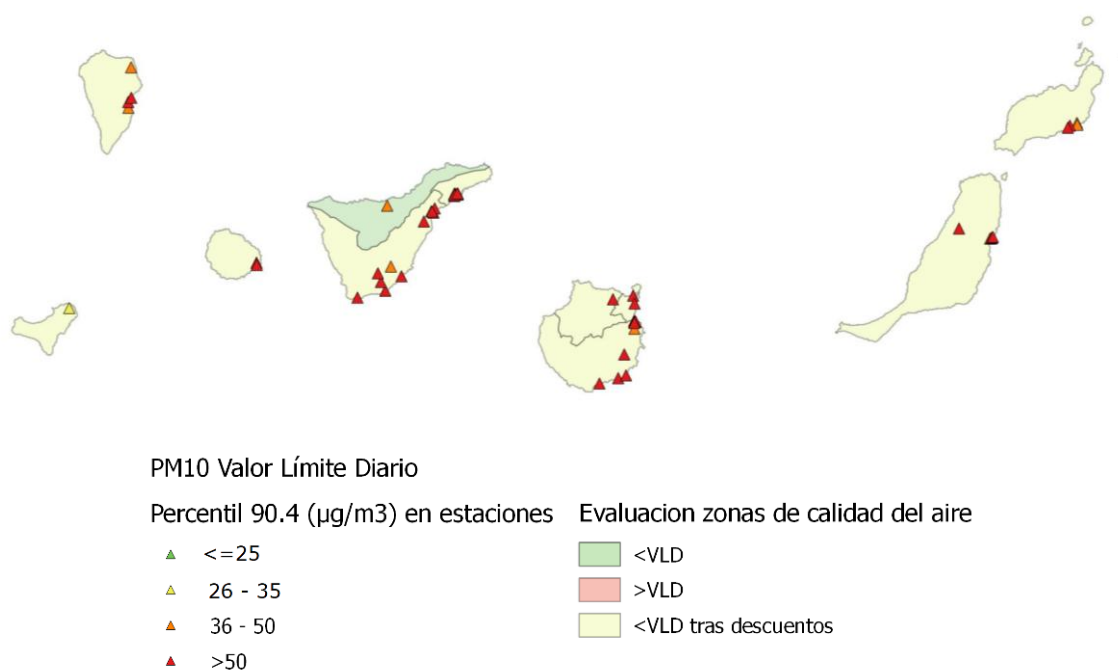 PM10 Valor Límite Diario
Percentil 90.4 (µg/m3) en estaciones
<=25
26 - 35
36 - 50
>50
Evaluacion zonas de calidad del aire
<VLD
>VLD
<VLD tras descuentos